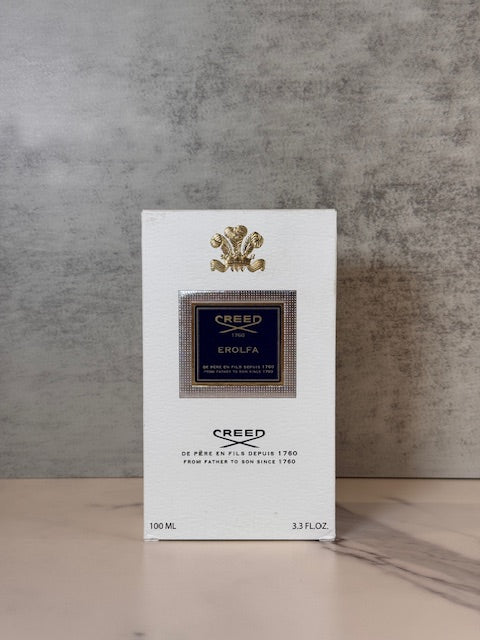 CREED
1760
EROLFA
DE PÈRE EN FILS DEPUIS 1760
FROM FATHER TO SON SINCE 1760
CREED
DE PÈRE EN FILS DEPUIS 1760
FROM FATHER TO SON SINCE 1760
100 ML 3.3 FL.OZ.